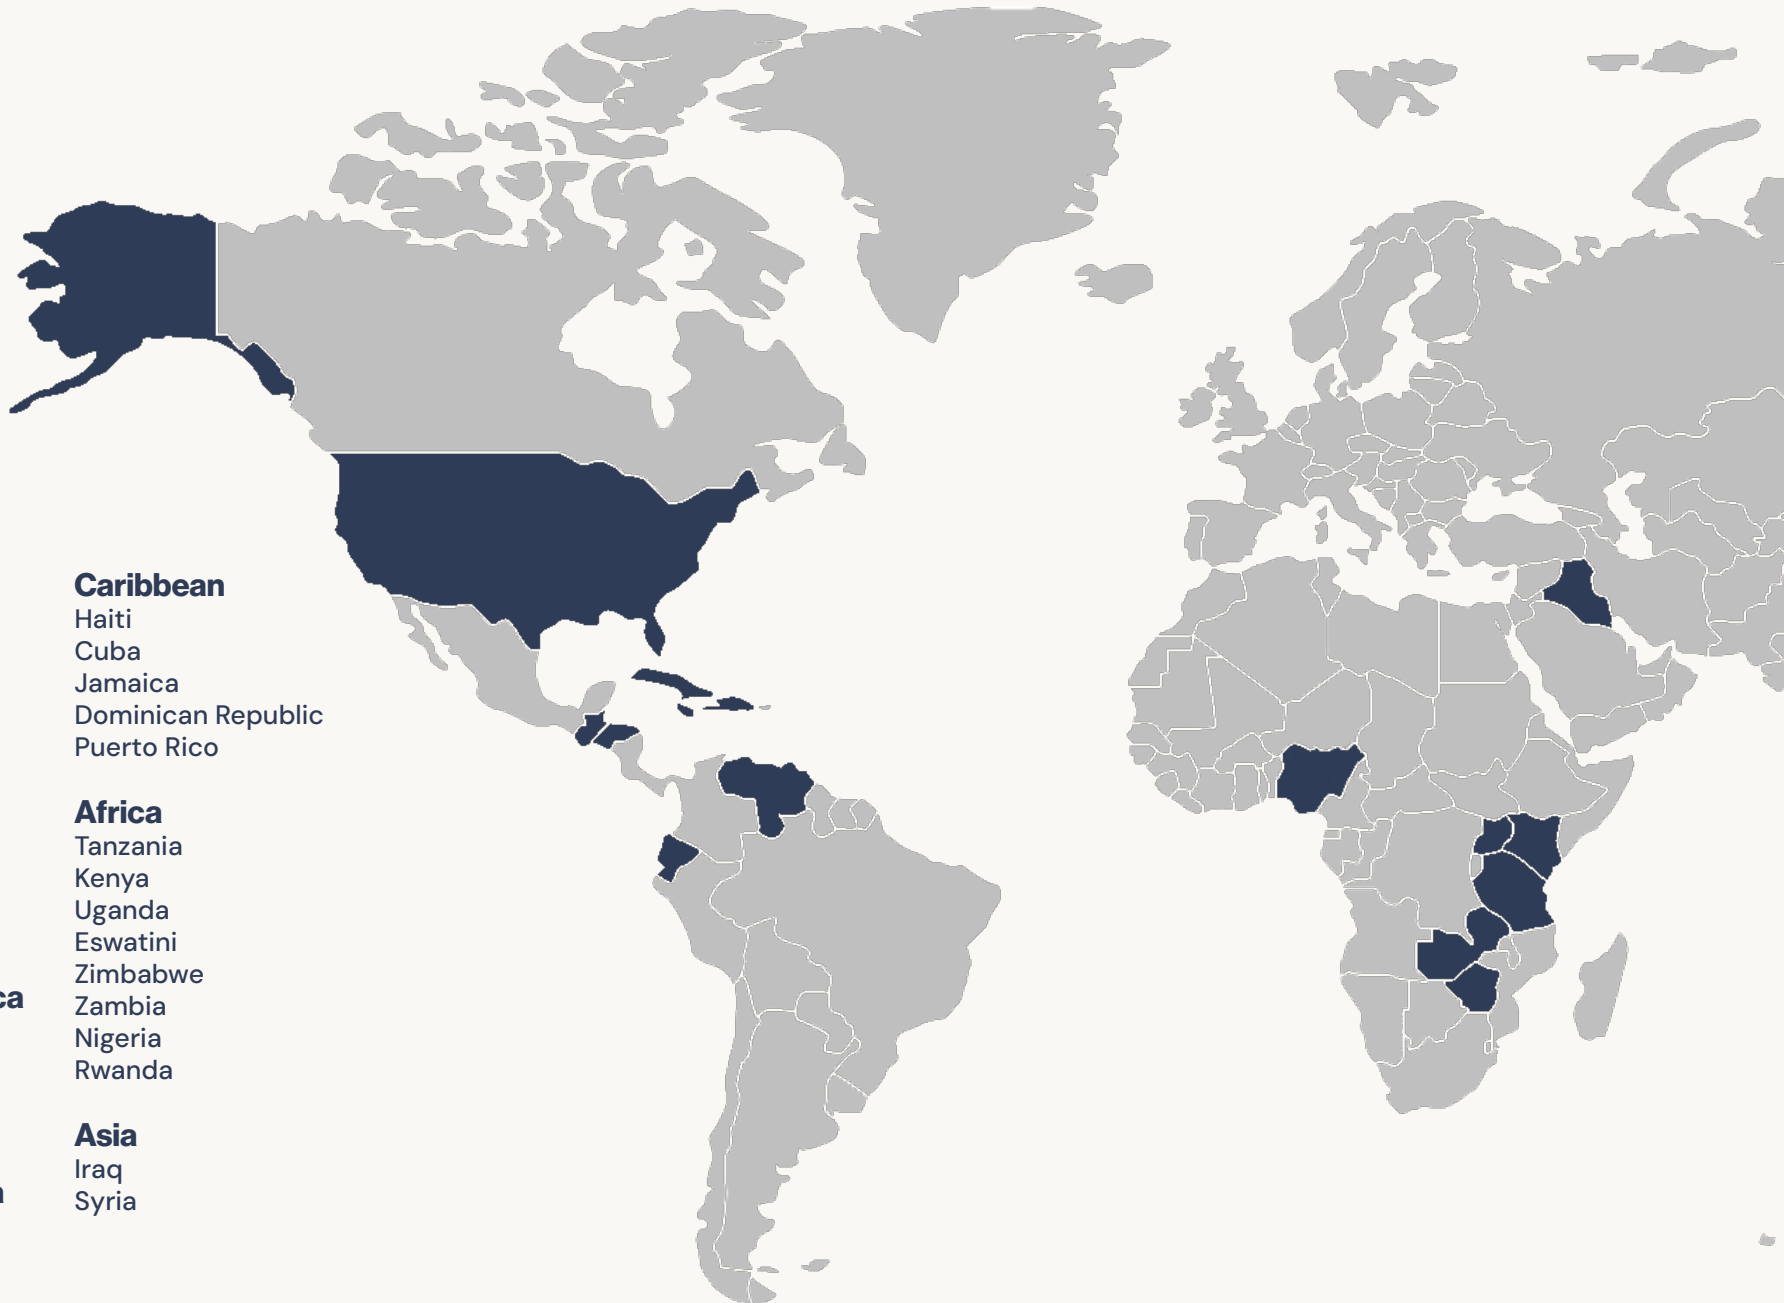 Caribbean
Haiti
Cuba
Jamaica
Dominican Republic
Puerto Rico
Africa
Tanzania
Kenya
Uganda
Eswatini
Zimbabwe
Zambia
Nigeria
Rwanda
Asia
Iraq
Syria